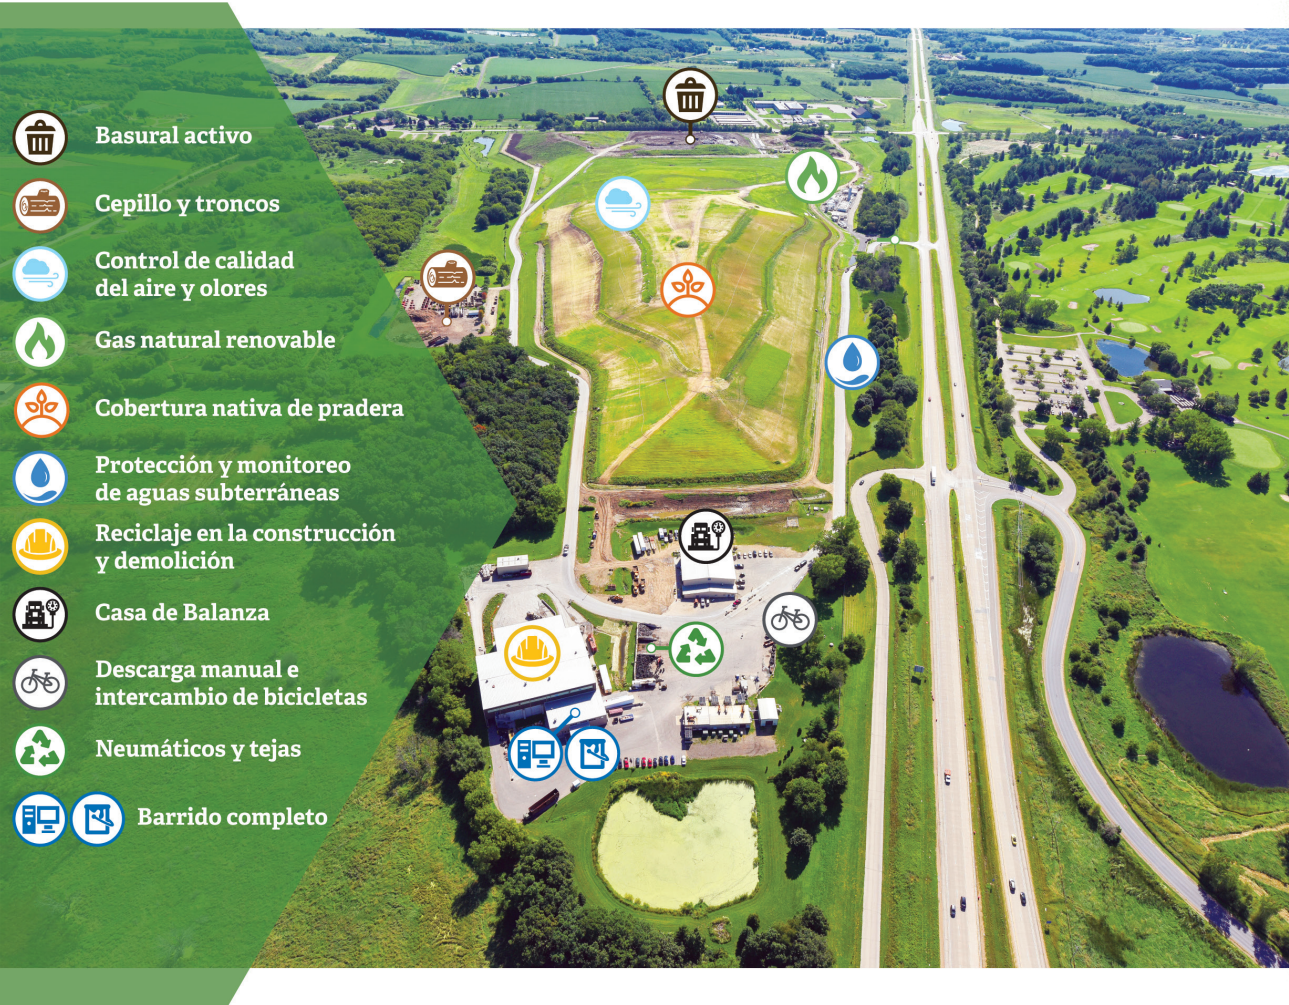 Basural activo
Cepillo y troncos
Control de calidad
del aire y olores
Gas natural renovable
Cobertura nativa de pradera
Protección y monitoreo
de aguas subterráneas
Reciclaje en la construcción
y demolición
Casa de Balanza
Descarga manual e
intercambio de bicicletas
Neumáticos y tejas
Barrido completo